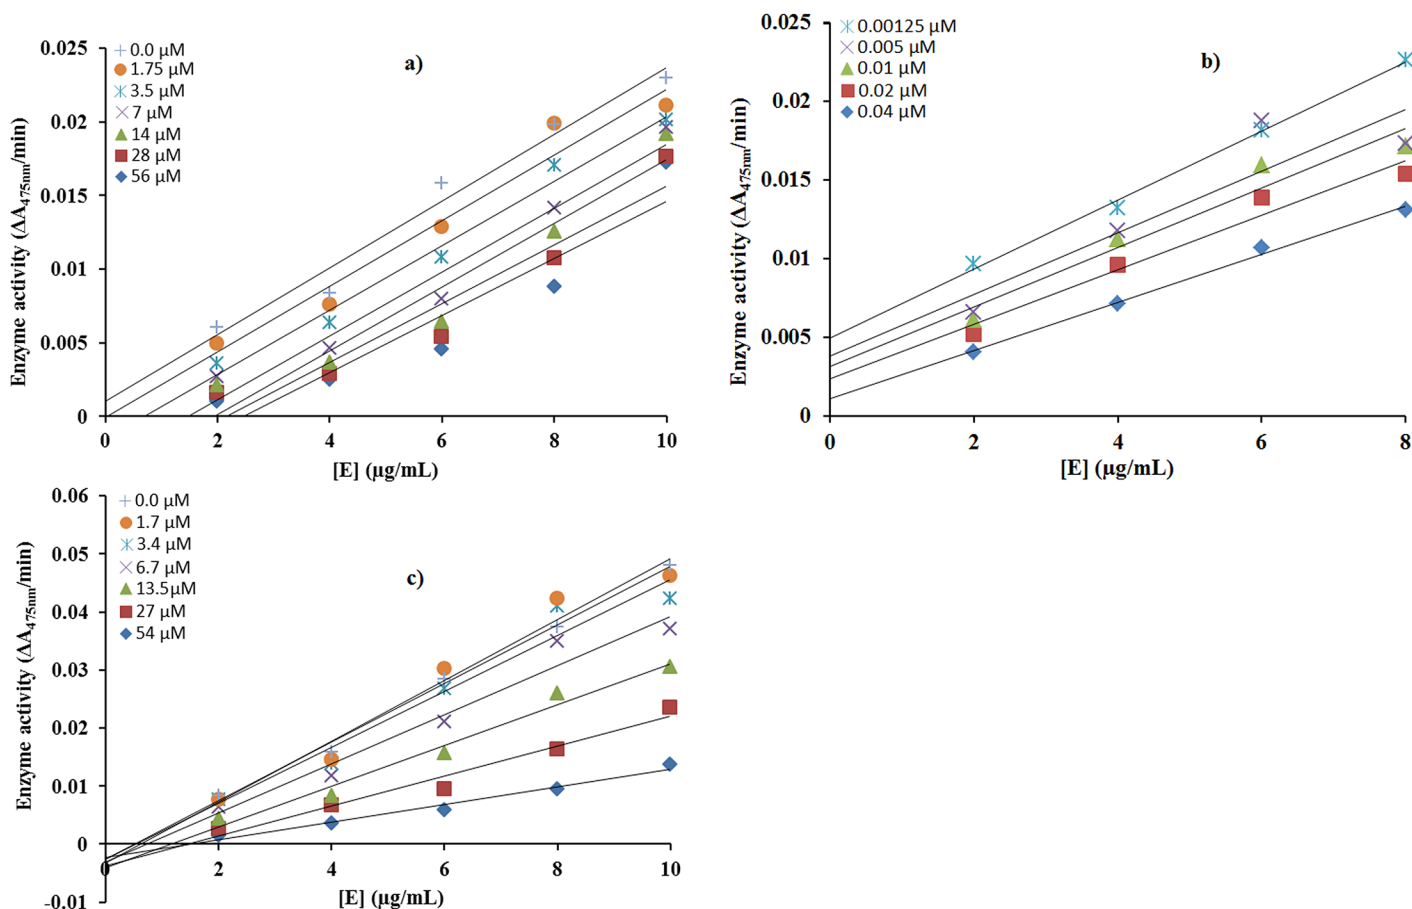 a)
0.0 µM
1.75 µM
3.5 µM
7 µM
14 µM
28 µM
56 µM
Enzyme activity (ΔA475nm/min)
0.025
0.02
0.015
0.01
0.005
0
0 2 4 6 8 10
[E] (µg/mL)
b)
0.00125 µM
0.005 µM
0.01 µM
0.02 µM
0.04 µM
Enzyme activity (ΔA475nm/min)
0.025
0.02
0.015
0.01
0.005
0
0 2 4 6 8
[E] (µg/mL)
c)
0.0 µM
1.7 µM
3.4 µM
6.7 µM
13.5µM
27 µM
54 µM
Enzyme activity (ΔA475nm/min)
0.06
0.05
0.04
0.03
0.02
0.01
0
-0.01
0 2 4 6 8 10
[E] (µg/mL)